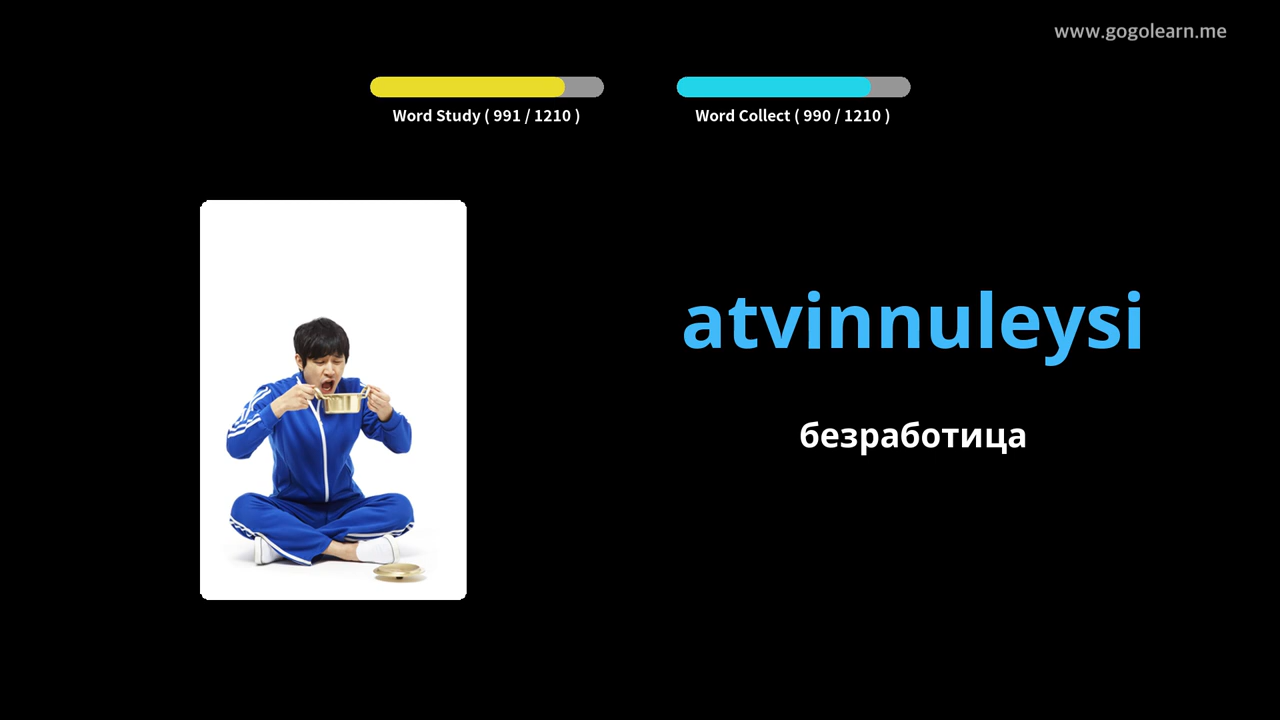 www.gogolearn.me
Word Study ( 991 / 1210 )
Word Collect ( 990 / 1210 )
atvinnuleysi
безработица